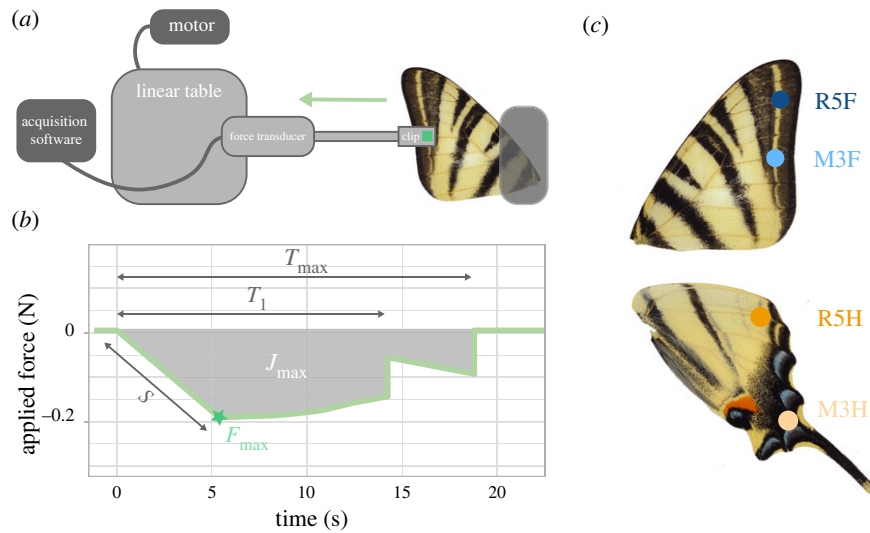 (a)
motor
linear table
acquisition
software
force transducer
clip
(b)
applied force (N)
0
–0.2
T max
T 1
J max
S
F max
0
5
10
15
20
time (s)
(c)
R5F
M3F
R5H
M3H